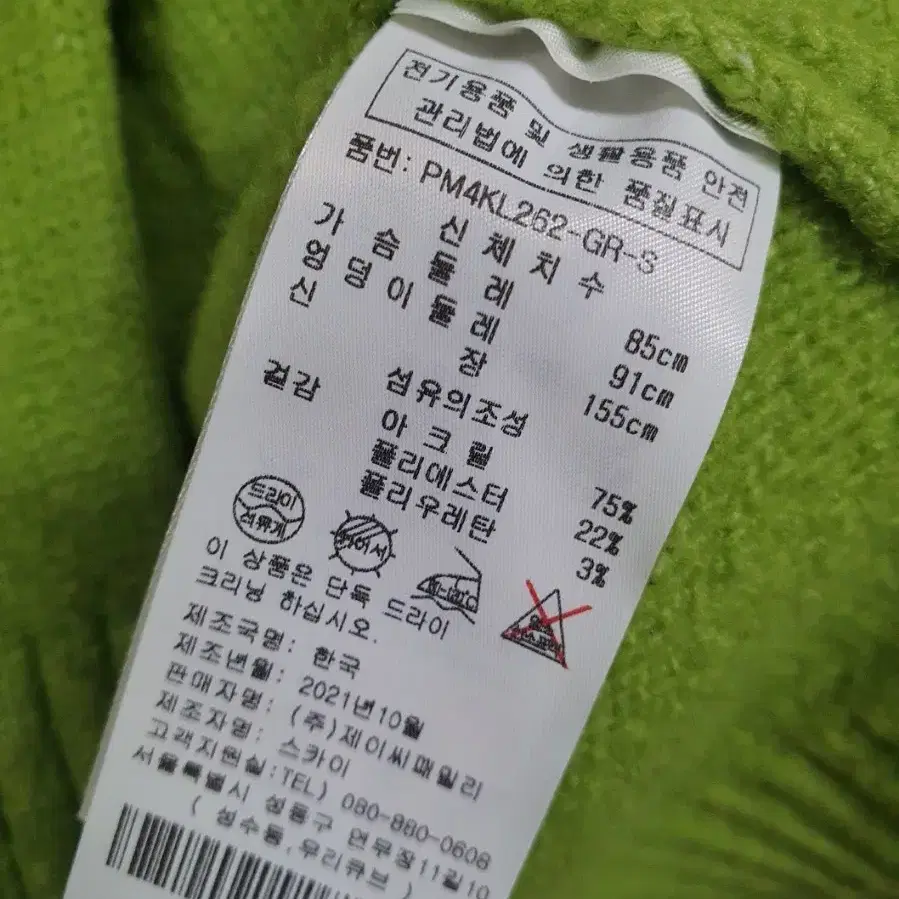 전기용품 및 생활용품 안전
관리법에 의한 품질표시
품번: PM4KL262-GR-S
신체치수
가슴둘레 85cm
엉덩이둘레 91cm
신장 155cm
섬유의조성
겉감 아크릴 75%
폴리에스터 22%
폴리우레탄 3%
드라이
석유계
이 상품은 단독 드라이
크리닝 하십시오.
제조국명: 한국
제조년월: 2021년10월
판매자명: (주)제이씨패밀리
제조자명: 스카이
고객지원실:TEL) 080-880-0608
서울특별시 성동구 연무장11길10
(성수동,우리큐브)